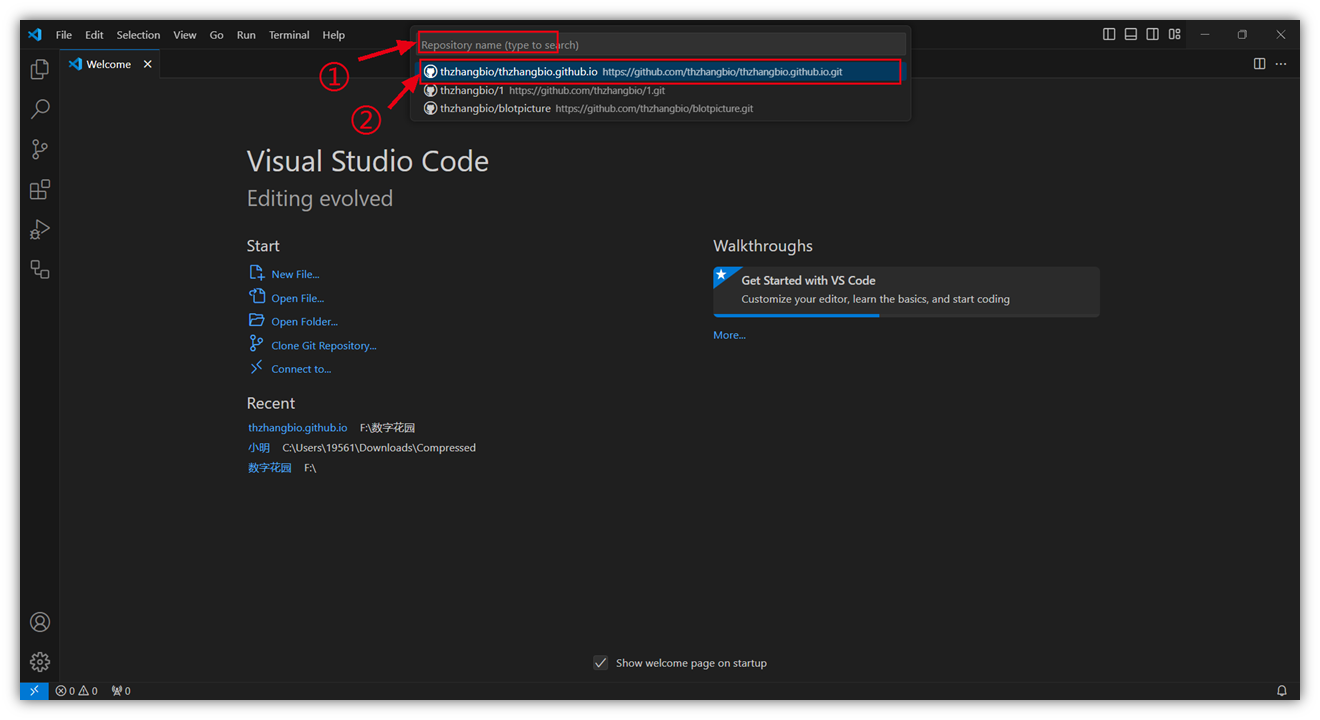 File Edit Selection View Go Run Terminal Help
Repository name (type to search)
Welcome
①
thzhangbio/thzhangbio.github.io https://github.com/thzhangbio/thzhangbio.github.io.git
thzhangbio/1 https://github.com/thzhangbio/1.git
thzhangbio/blotpicture https://github.com/thzhangbio/blotpicture.git
②
Visual Studio Code
Editing evolved
Start
New File...
Open File...
Open Folder...
Clone Git Repository...
Connect to...
Recent
thzhangbio.github.io F:\数字花园
小明 C:\Users\19561\Downloads\Compressed
数字花园 F:\
Walkthroughs
Get Started with VS Code
Customize your editor, learn the basics, and start coding
More...
Show welcome page on startup
0 0 0